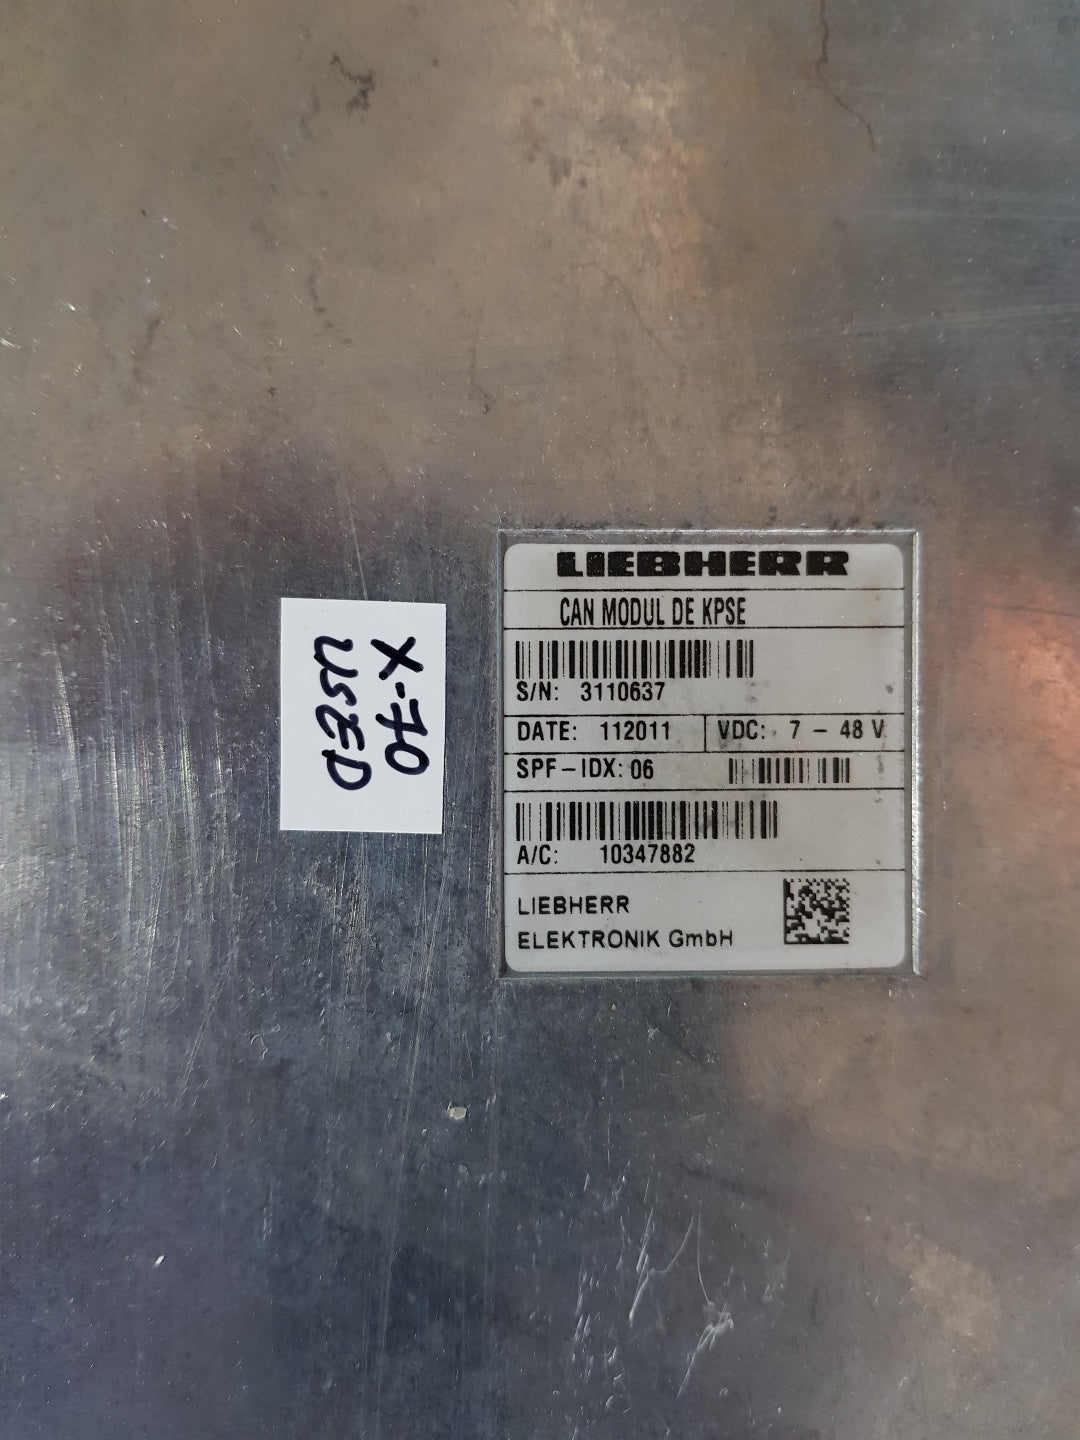 X-70
USED
LIEBHERR
CAN MODUL DE KPSE
S/N: 3110637
DATE: 112011 VDC: 7 - 48 V
SPF-IDX: 06
A/C: 10347882
LIEBHERR
ELEKTRONIK GmbH